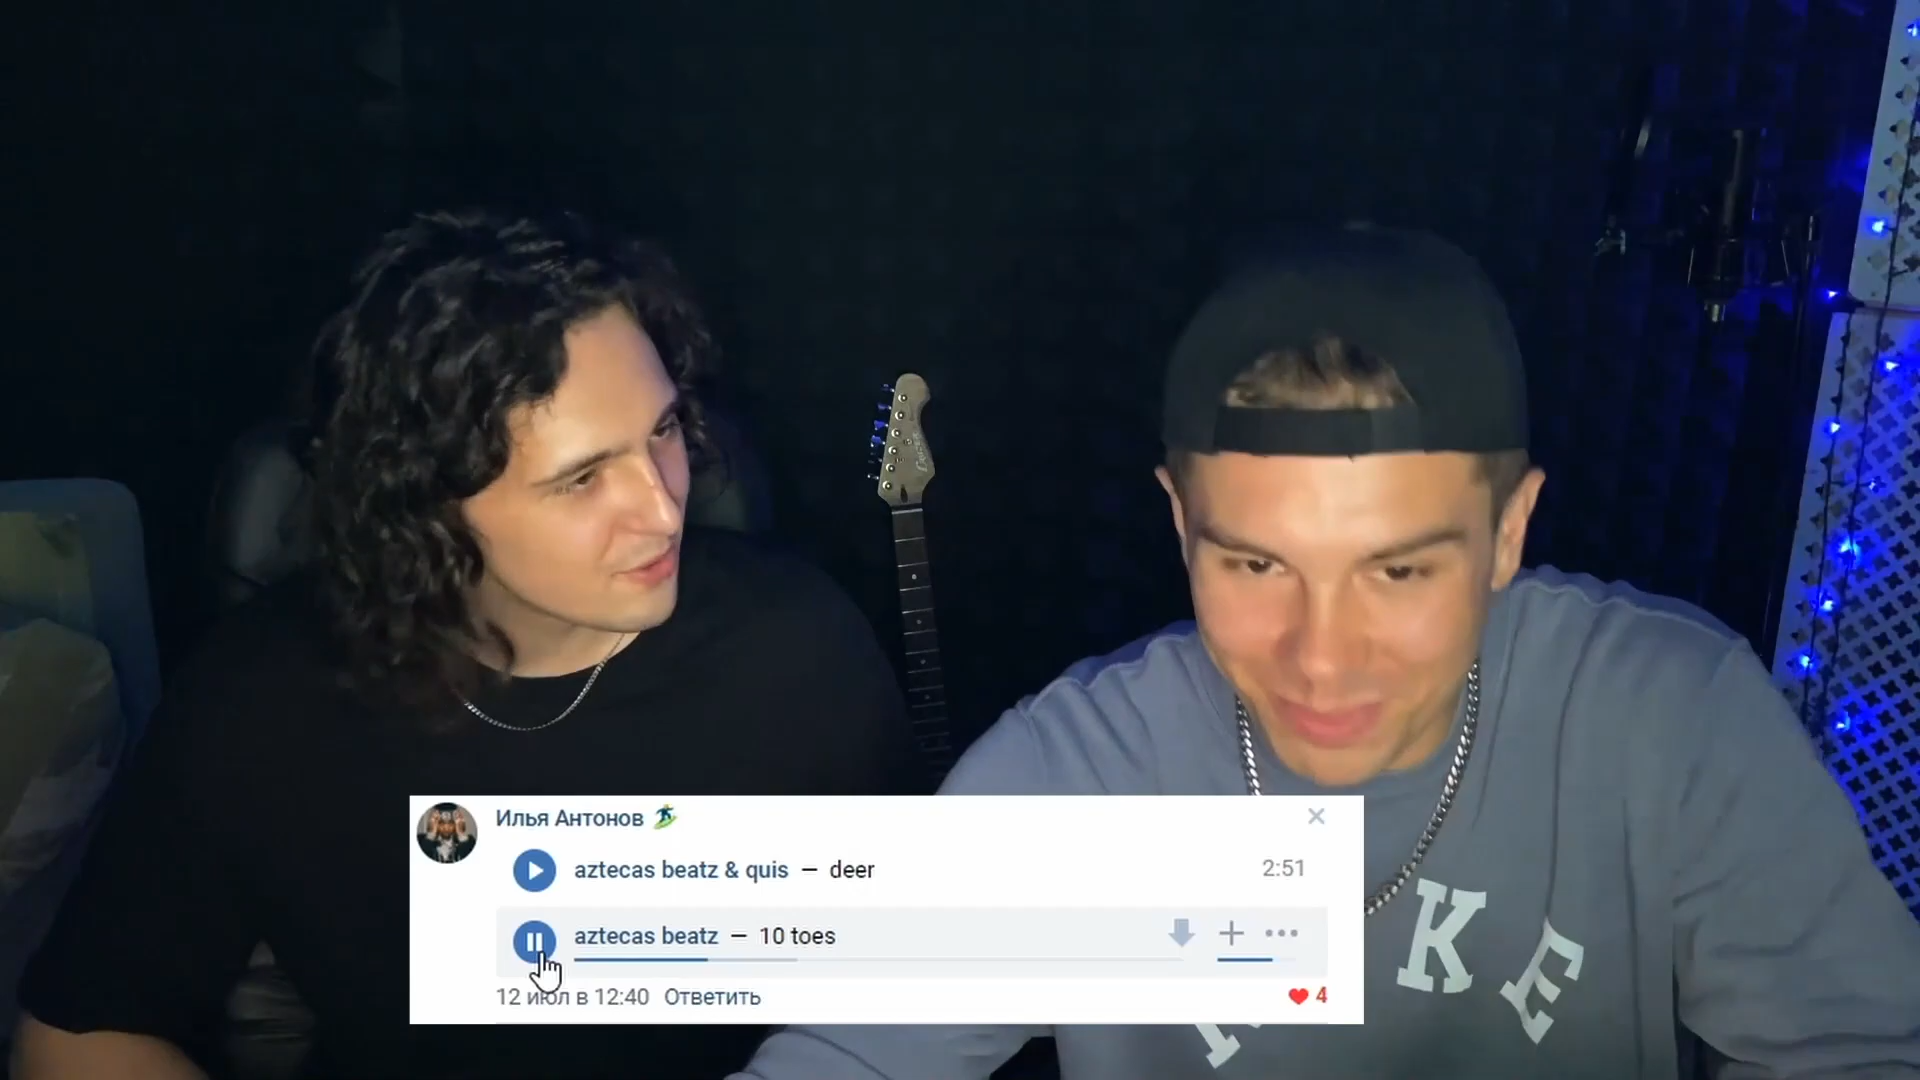 Илья Антонов
aztecas beatz & quis — deer
2:51
aztecas beatz — 10 toes
12 июл в 12:40 Ответить
4
K E